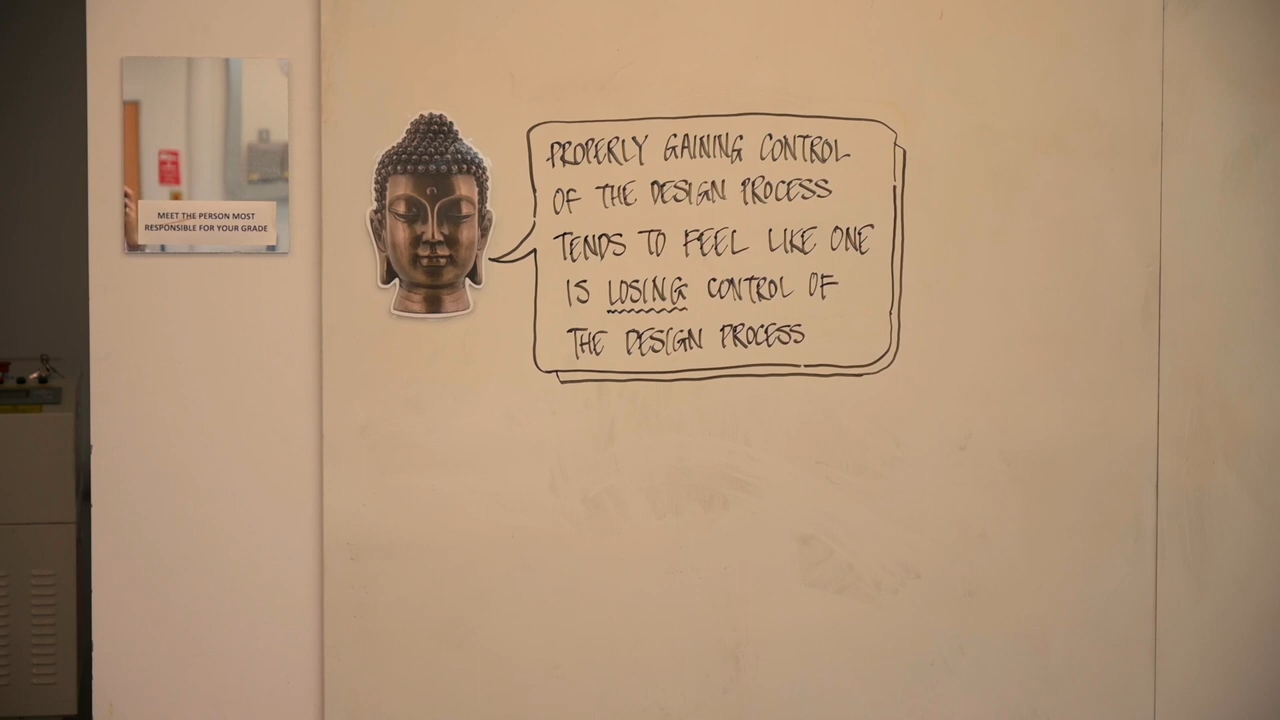 MEET THE PERSON MOST
RESPONSIBLE FOR YOUR GRADE
PROPERLY GAINING CONTROL
OF THE DESIGN PROCESS
TENDS TO FEEL LIKE ONE
IS LOSING CONTROL OF
THE DESIGN PROCESS